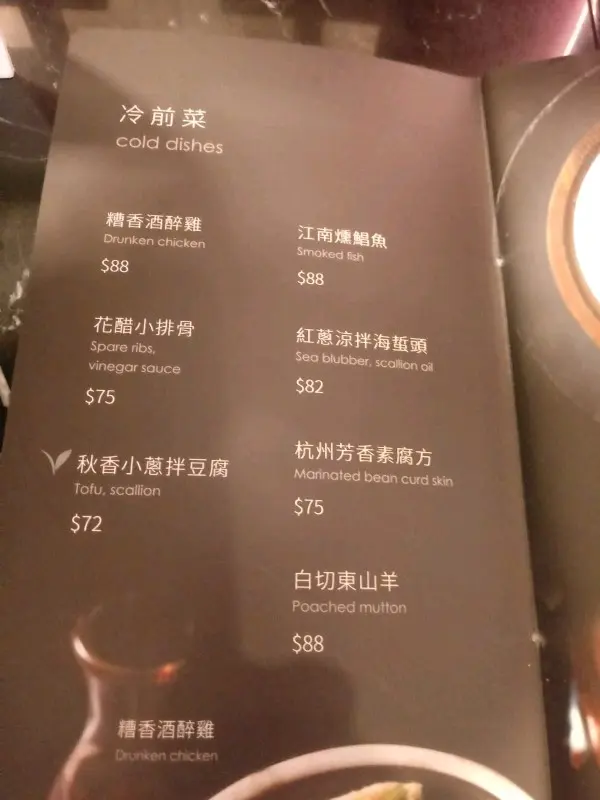 冷前菜
cold dishes
糟香酒醉雞
Drunken chicken
$88
花醋小排骨
Spare ribs,
vinegar sauce
$75
秋香小蔥拌豆腐
Tofu, scallion
$72
江南燻鯧魚
Smoked fish
$88
紅蔥涼拌海蜇頭
Sea blubber, scallion oil
$82
杭州芳香素腐方
Marinated bean curd skin
$75
白切東山羊
Poached mutton
$88
糟香酒醉雞
Drunken chicken